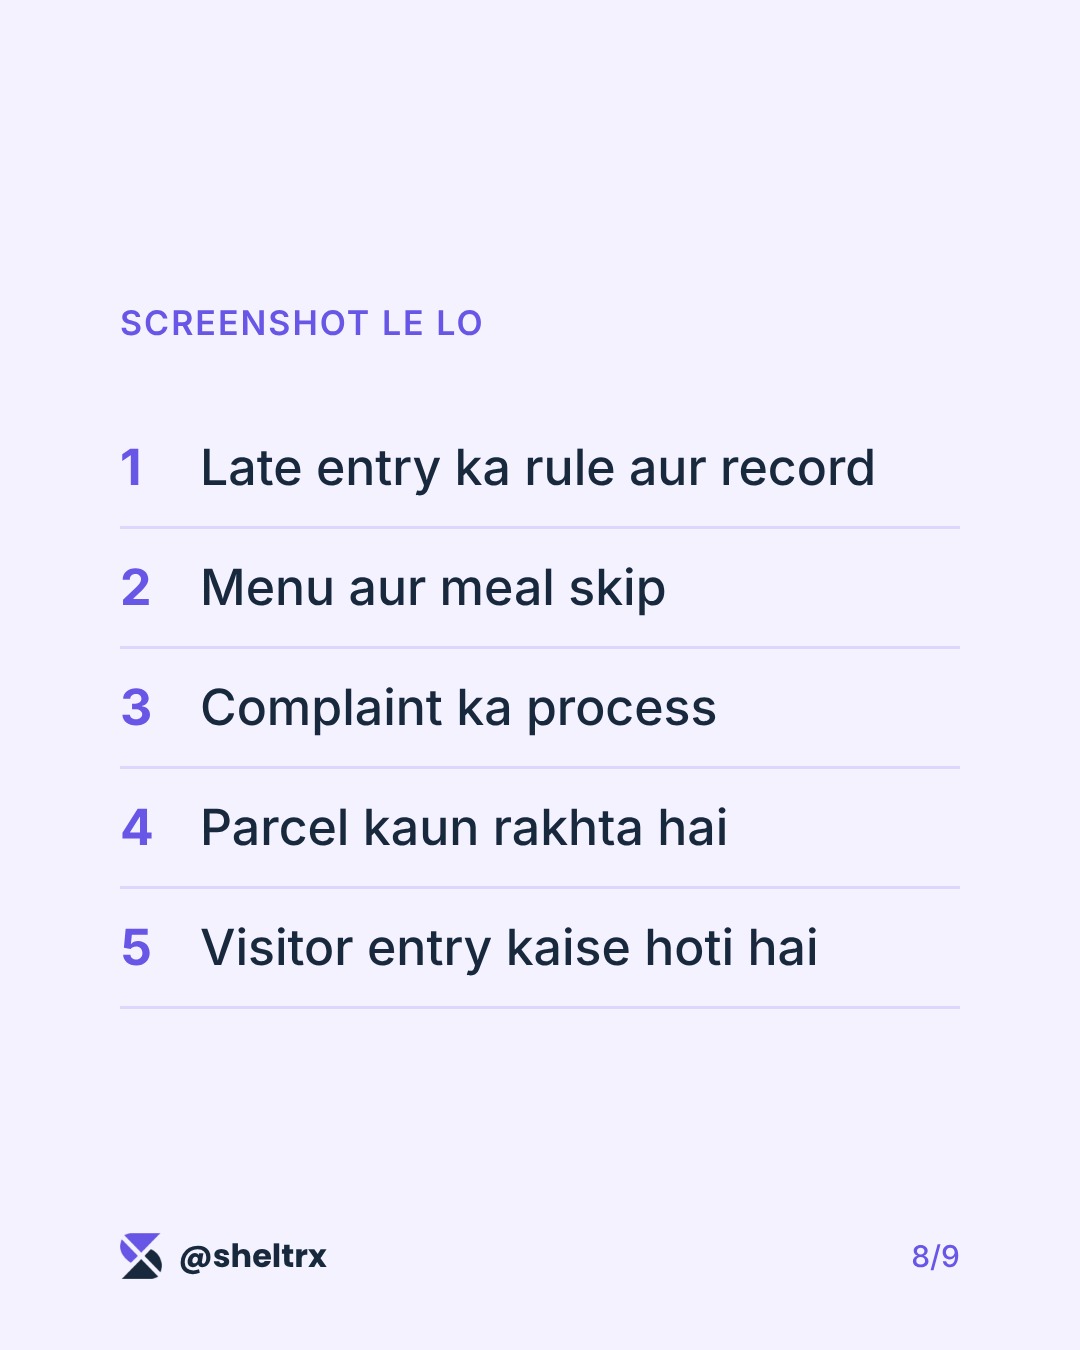 SCREENSHOT LE LO
1 Late entry ka rule aur record
2 Menu aur meal skip
3 Complaint ka process
4 Parcel kaun rakhta hai
5 Visitor entry kaise hoti hai
@sheltrx 8/9